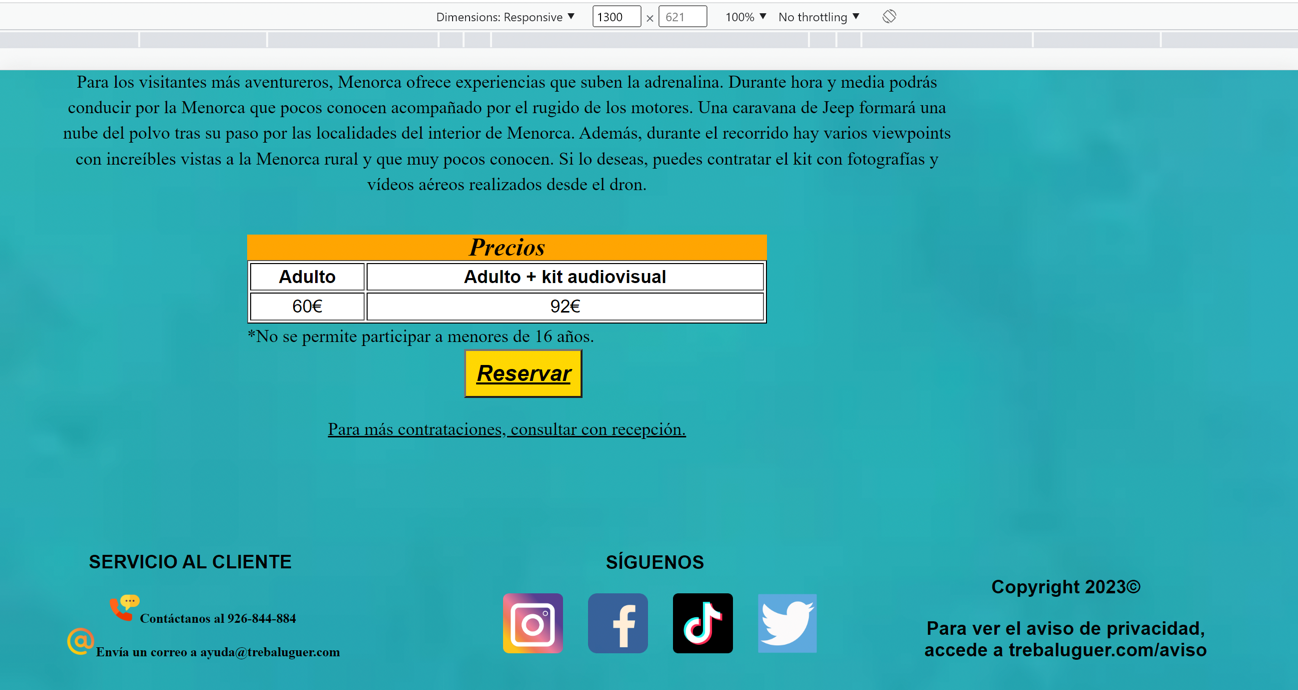 Dimensions: Responsive ▼ 1300 × 621 100% ▼ No throttling ▼
Para los visitantes más aventureros, Menorca ofrece experiencias que suben la adrenalina. Durante hora y media podrás
conducir por la Menorca que pocos conocen acompañado por el rugido de los motores. Una caravana de Jeep formará una
nube del polvo tras su paso por las localidades del interior de Menorca. Además, durante el recorrido hay varios viewpoints
con increíbles vistas a la Menorca rural y que muy pocos conocen. Si lo deseas, puedes contratar el kit con fotografías y
vídeos aéreos realizados desde el dron.
Precios
Adulto Adulto + kit audiovisual
60€ 92€
*No se permite participar a menores de 16 años.
Reservar
Para más contrataciones, consultar con recepción.
SERVICIO AL CLIENTE
Contáctanos al 926-844-884
Envía un correo a ayuda@trebaluguer.com
SÍGUENOS
Copyright 2023©
Para ver el aviso de privacidad,
accede a trebaluguer.com/aviso